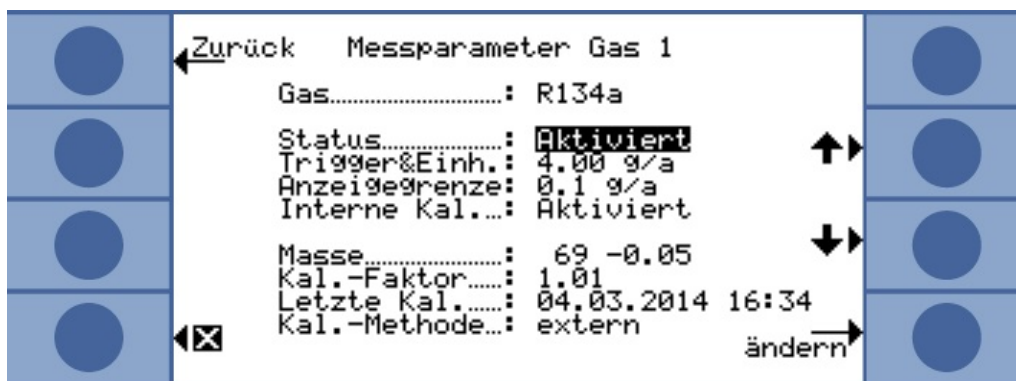 Zurück Messparameter Gas 1
Gas............................: R134a
Status....................: Aktiviert
Trigger&Einh.: 4.00 g/a
Anzeigegrenze: 0.1 g/a
Interne Kal....: Aktiviert
Masse......................: 69 -0.05
Kal.-Faktor......: 1.01
Letzte Kal.......: 04.03.2014 16:34
Kal.-Methode...: extern
ändern